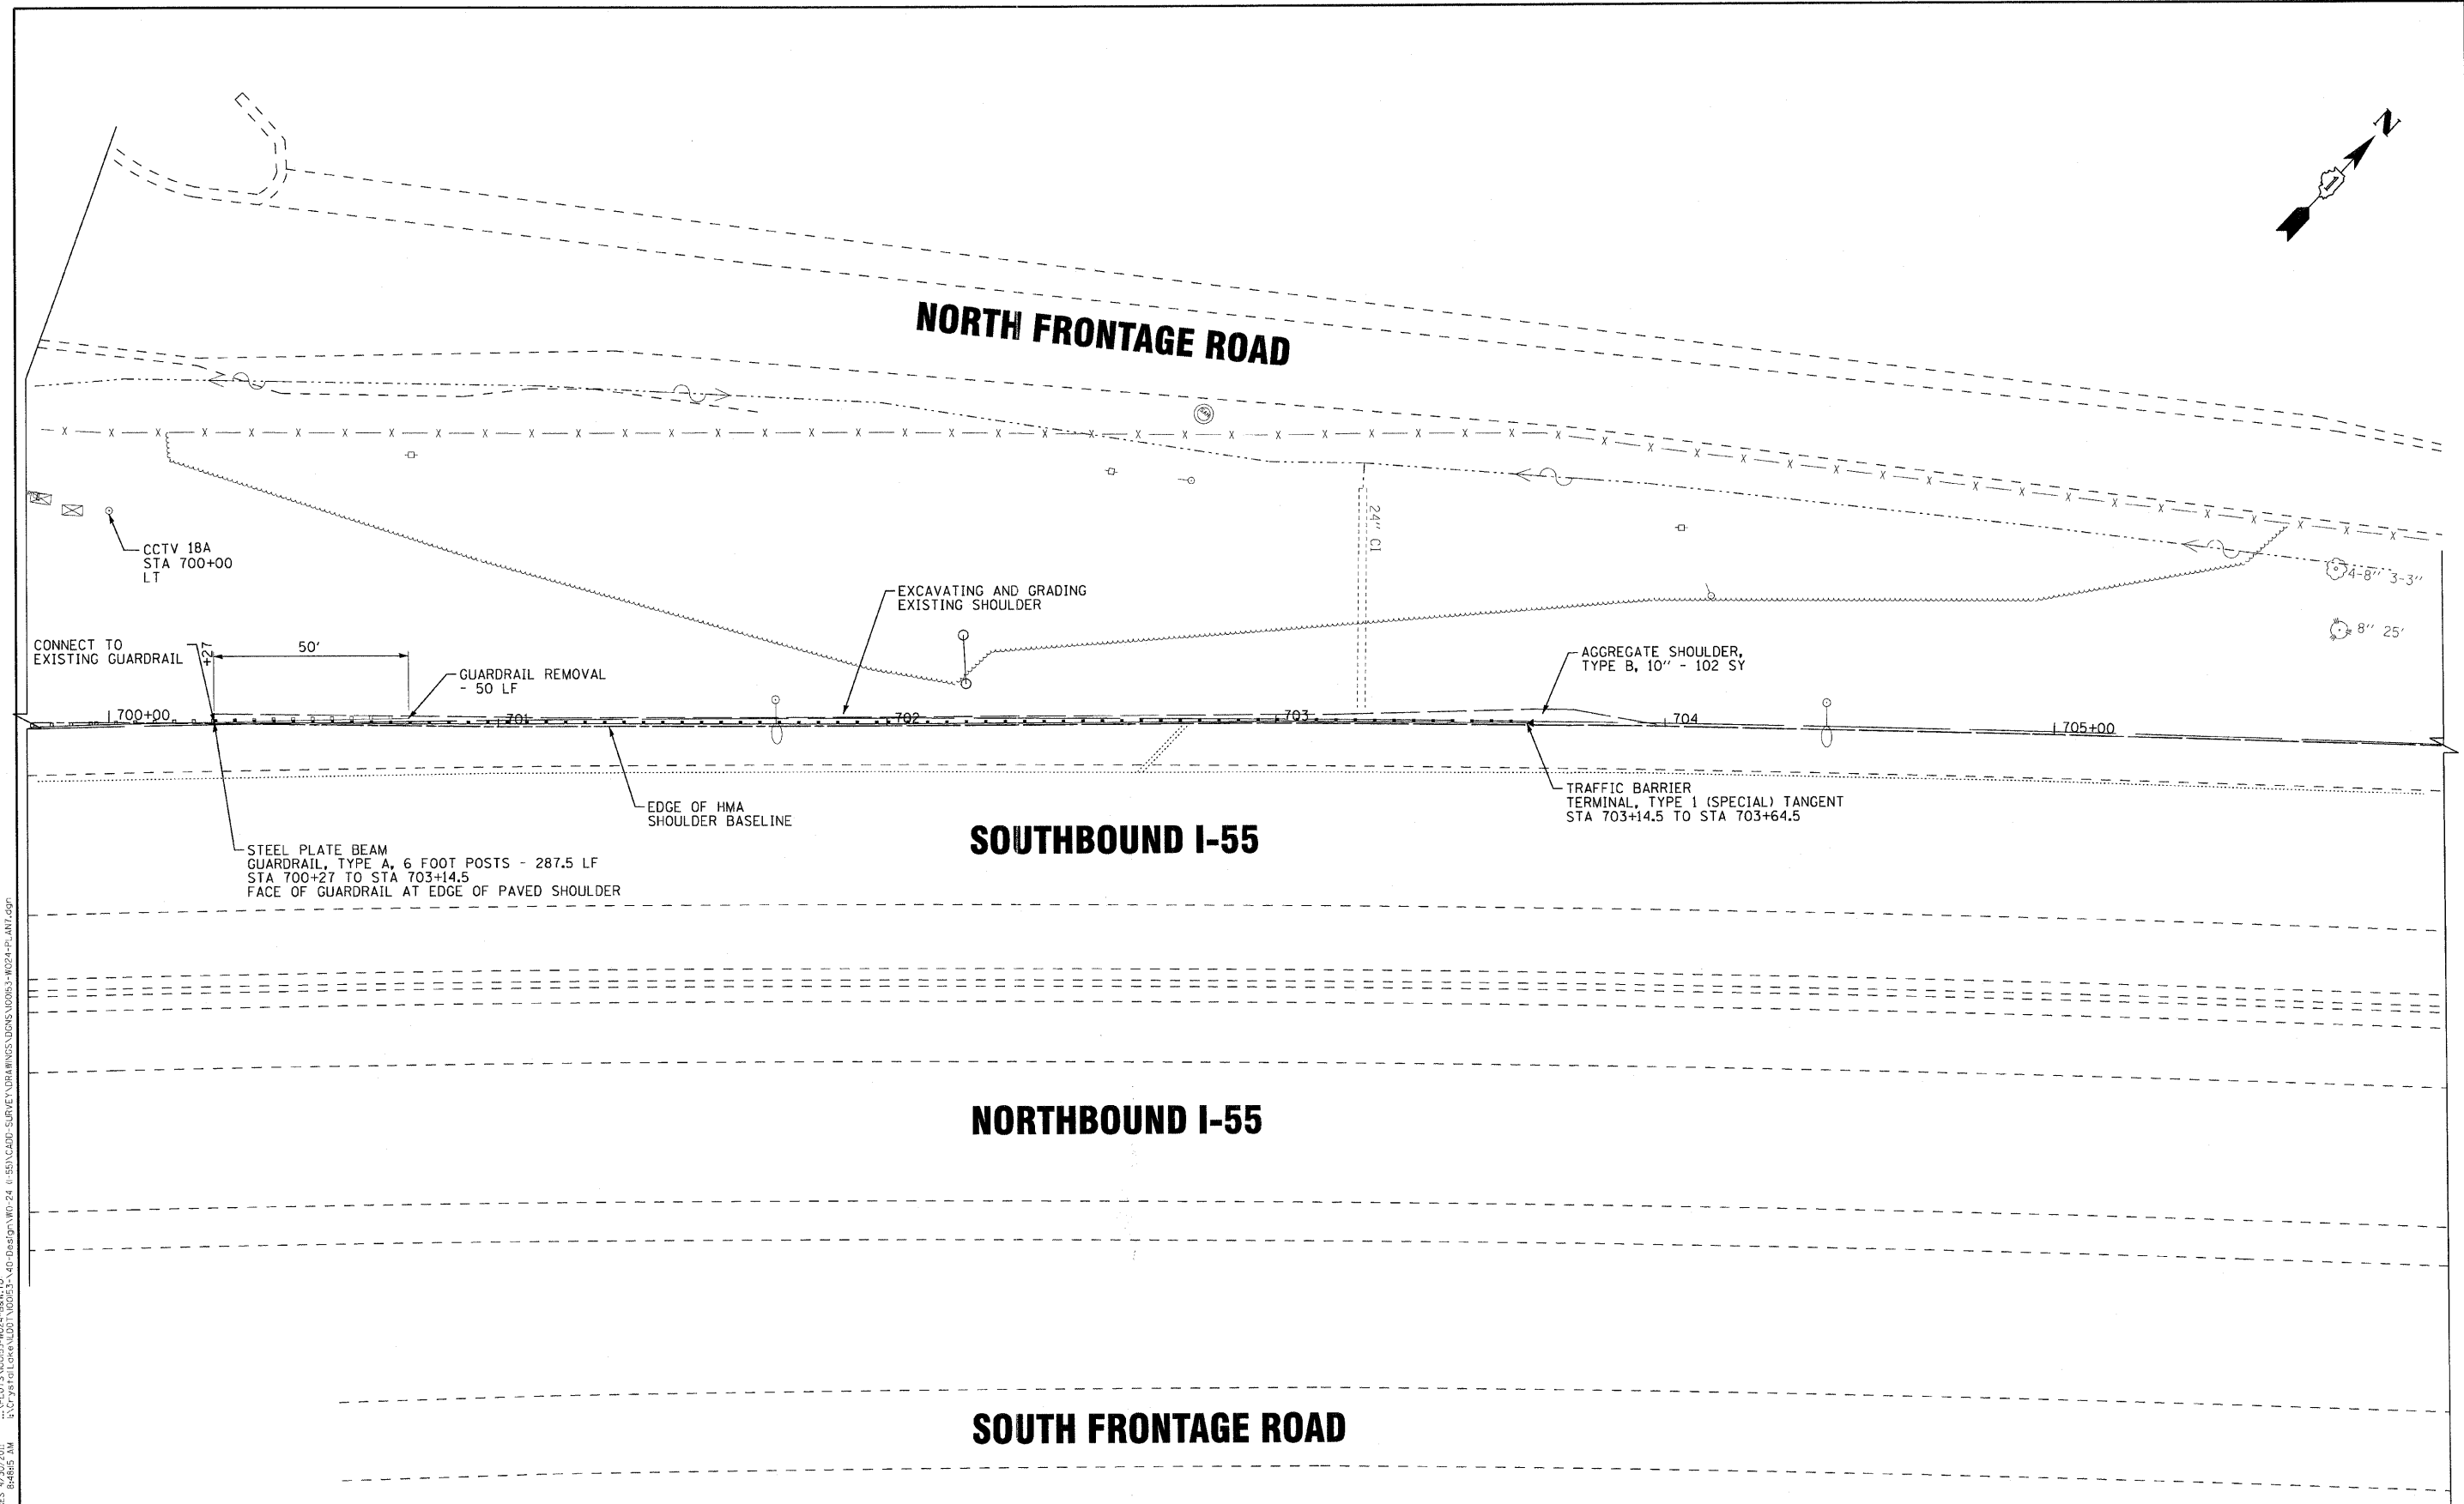 N
NORTH FRONTAGE ROAD
24" CI
CCTV 18A
STA 700+00
LT
4-8" 3-3"
8" 25'
EXCAVATING AND GRADING
EXISTING SHOULDER
CONNECT TO
EXISTING GUARDRAIL
+27
50'
GUARDRAIL REMOVAL
- 50 LF
AGGREGATE SHOULDER,
TYPE B, 10" - 102 SY
700+00
701
702
703
704
705+00
EDGE OF HMA
SHOULDER BASELINE
TRAFFIC BARRIER
TERMINAL, TYPE 1 (SPECIAL) TANGENT
STA 703+14.5 TO STA 703+64.5
SOUTHBOUND I-55
STEEL PLATE BEAM
GUARDRAIL, TYPE A, 6 FOOT POSTS - 287.5 LF
STA 700+27 TO STA 703+14.5
FACE OF GUARDRAIL AT EDGE OF PAVED SHOULDER
NORTHBOUND I-55
SOUTH FRONTAGE ROAD
8:48:15 AM